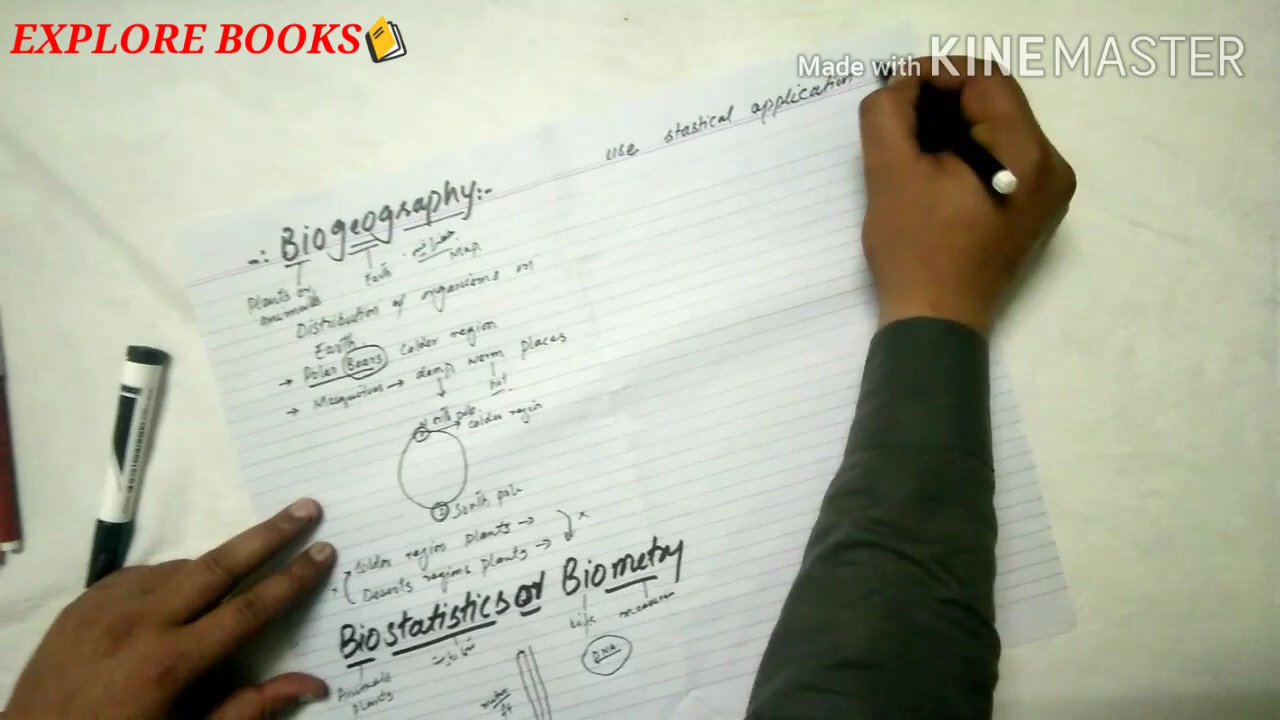 EXPLORE BOOKS
Made with KINEMASTER
use stastical application
-: Biogeography:-
Plants or Earth Map
Animals
Distribution of organisms on
Earth
→ Polar Bears Colder region
→ Mosquitoes → damp warm places
hot
North pole
Colder region
South pole
Colder region plants →
Deserts regions plants →
Biostatistics or Biometry
Life
DNA
Animals
plants